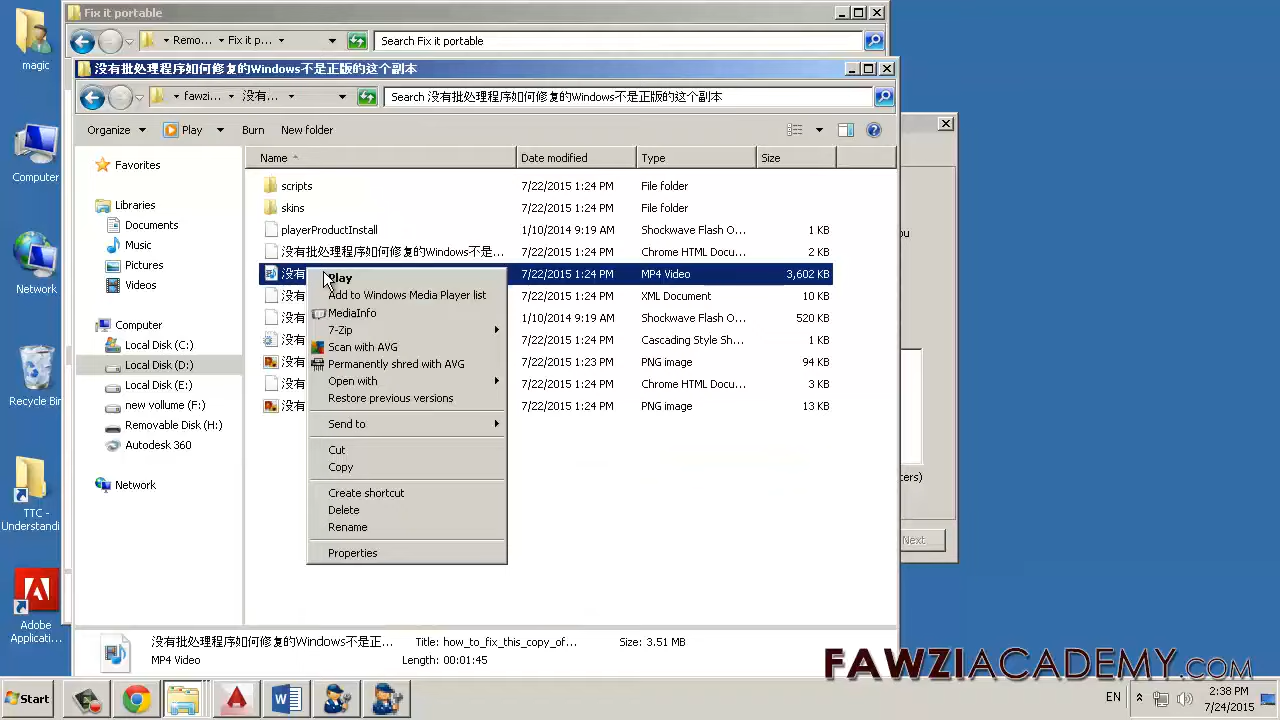 Fix it portable
magic
Reno... Fix it p...
Search Fix it portable
没有批处理程序如何修复的Windows不是正版的这个副本
fawzi... 没有...
Search 没有批处理程序如何修复的Windows不是正版的这个副本
Organize Play Burn New folder
Name Date modified Type Size
Favorites
Computer
scripts 7/22/2015 1:24 PM File folder
Libraries
skins 7/22/2015 1:24 PM File folder
Documents
playerProductInstall 1/10/2014 9:19 AM Shockwave Flash O... 1 KB
ou
Music
没有批处理程序如何修复的Windows不是... 7/22/2015 1:24 PM Chrome HTML Docu... 2 KB
Pictures
没有 7/22/2015 1:24 PM MP4 Video 3,602 KB
Videos
没有 7/22/2015 1:24 PM XML Document 10 KB
Network
没有 1/10/2014 9:19 AM Shockwave Flash O... 520 KB
Computer
Local Disk (C:)
没有 7/22/2015 1:24 PM Cascading Style Sh... 1 KB
Local Disk (D:)
没有 7/22/2015 1:23 PM PNG image 94 KB
Local Disk (E:)
没有 7/22/2015 1:24 PM Chrome HTML Docu... 2 KB
new volume (F:)
没有 7/22/2015 1:24 PM PNG image 13 KB
Removable Disk (H:)
Autodesk 360
Network
Play
Add to Windows Media Player list
MediaInfo
7-Zip
Scan with AVG
Permanently shred with AVG
Open with
Restore previous versions
Send to
Cut
Copy
Create shortcut
Delete
Rename
Properties
Recycle Bin
ers)
Next
TTC -
Understandi...
Adobe
Applicati...
没有批处理程序如何修复的Windows不是正... Title: how_to_fix_this_copy_of... Size: 3.51 MB
MP4 Video Length: 00:01:45
FAWZIACADEMY.COM
Start
EN
2:38 PM
7/24/2015